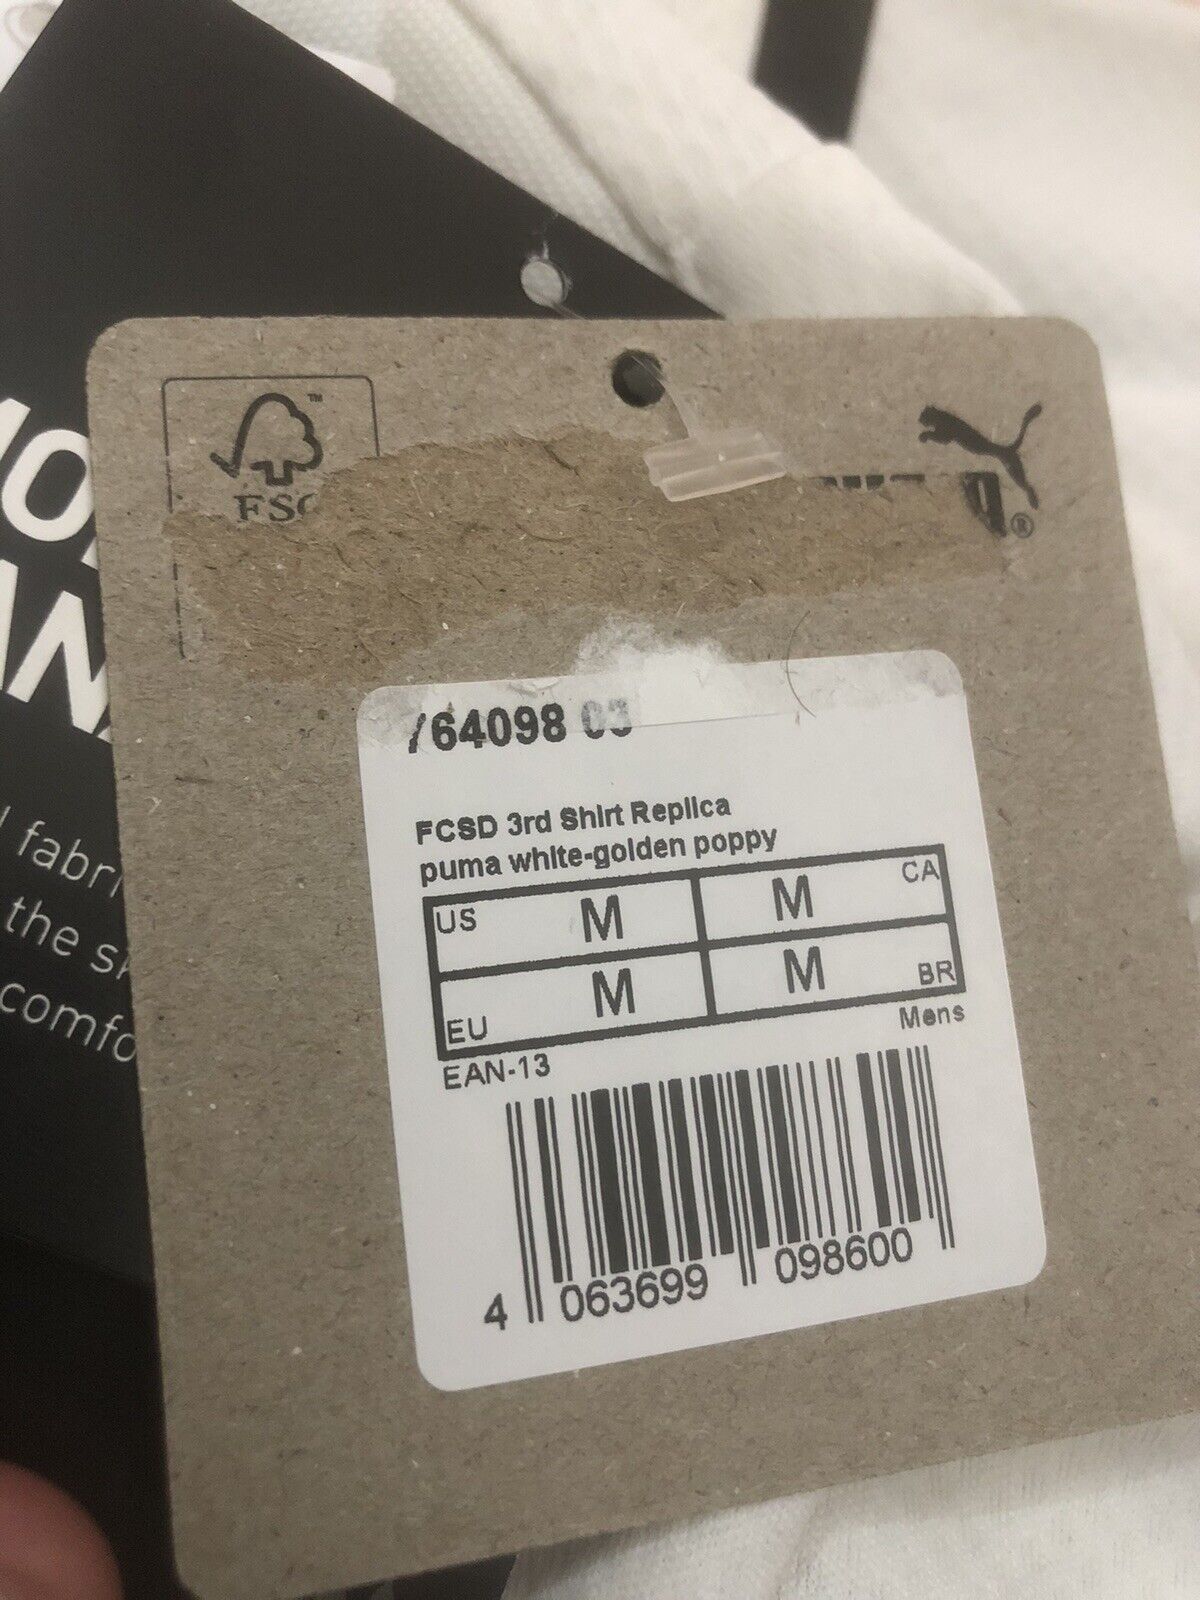 FSC
®
764098 03
FCSD 3rd Shirt Replica
puma white-golden poppy
US M M CA
EU M M BR
Mens
EAN-13
4 063699 098600
fabri
the s
comfo